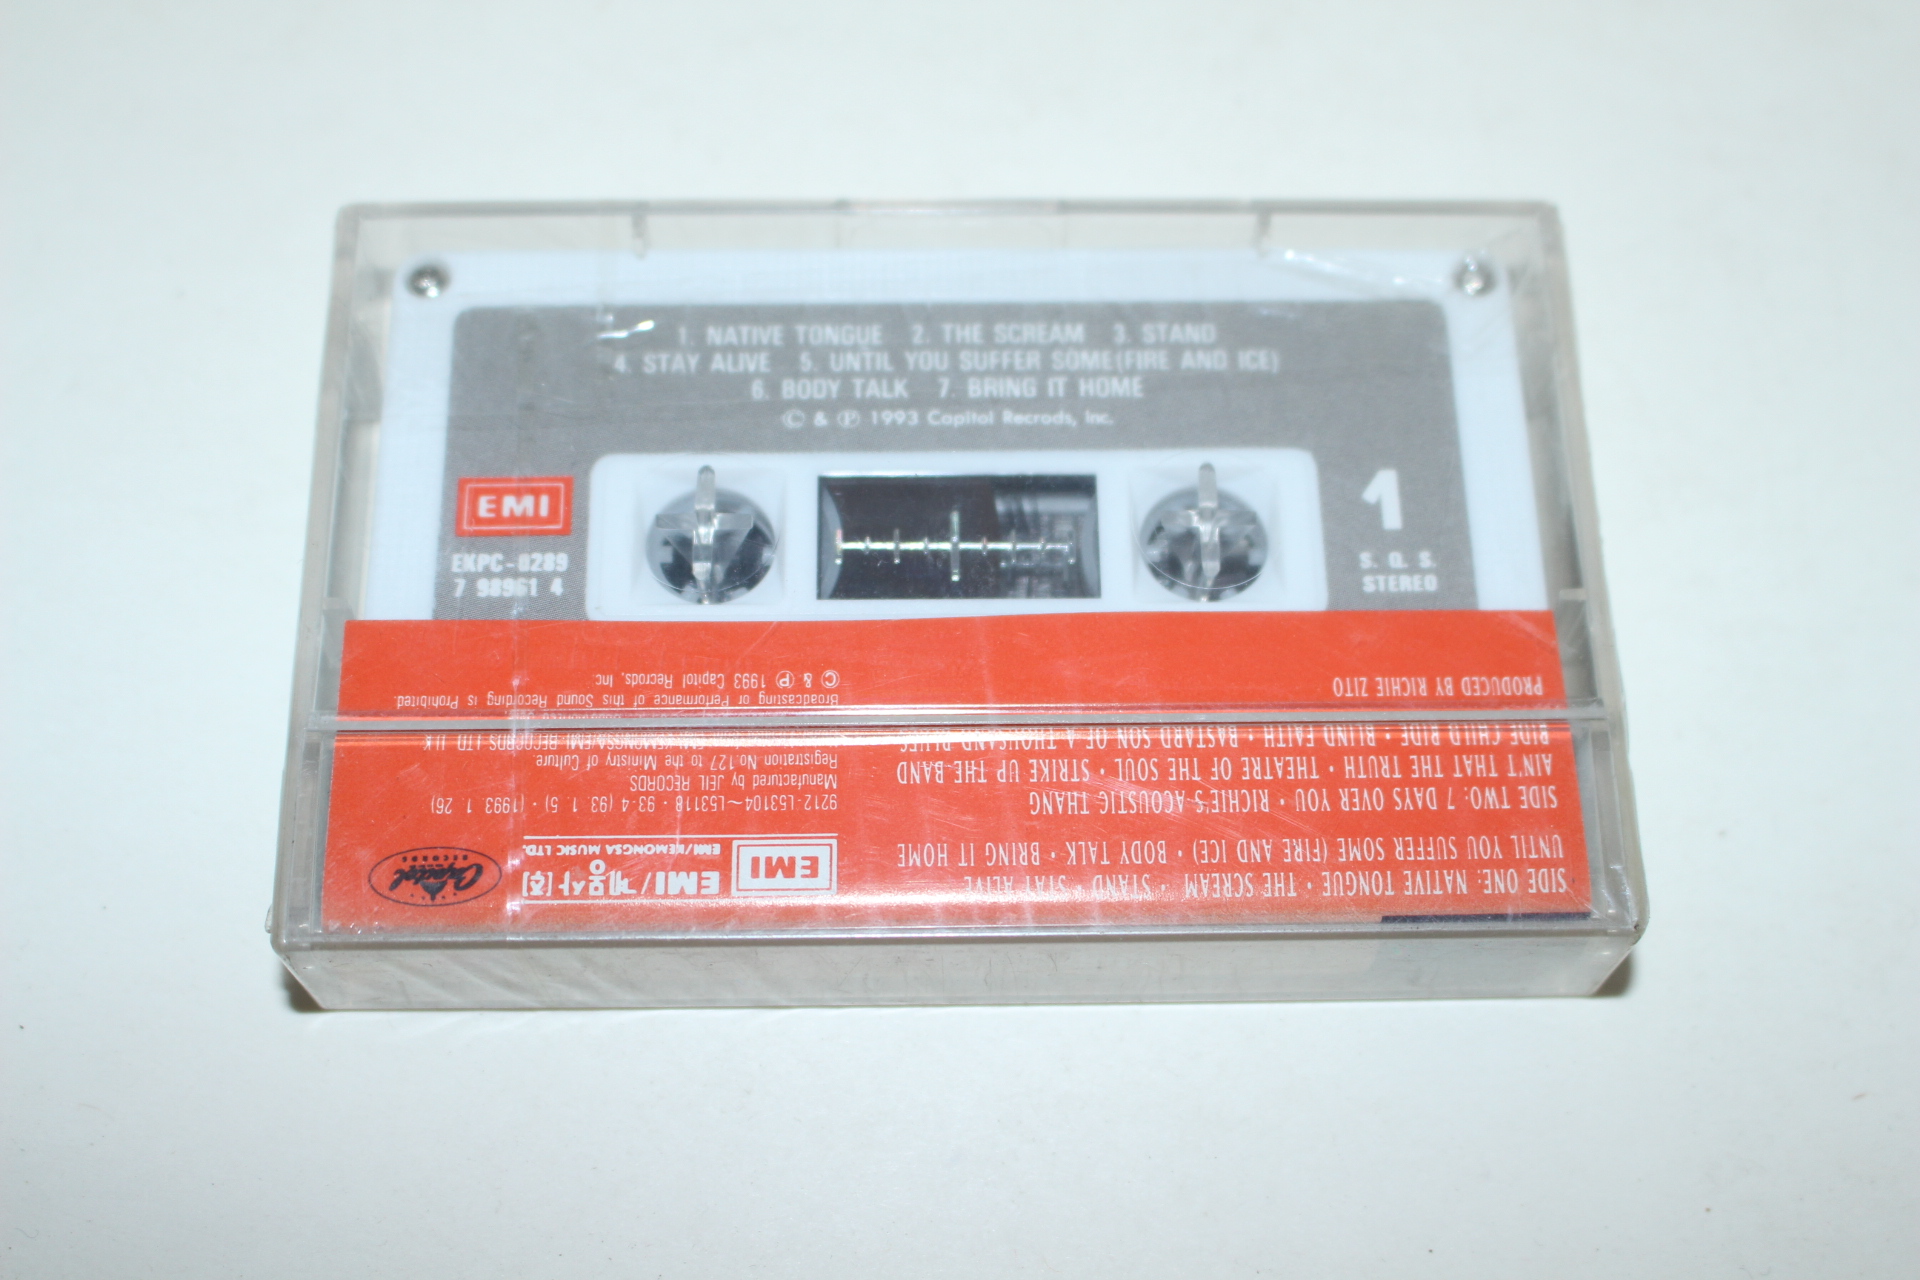 1. NATIVE TONGUE 2. THE SCREAM 3. STAND
4. STAY ALIVE 5. UNTIL YOU SUFFER SOME(FIRE AND ICE)
6. BODY TALK 7. BRING IT HOME
© & ℗ 1993 Capitol Recrods, Inc.
EMI
EKPC-0289
7 98961 4
1
S. Q. S.
STEREO
SIDE ONE: NATIVE TONGUE • THE SCREAM • STAND • STAY ALIVE
UNTIL YOU SUFFER SOME (FIRE AND ICE) • BODY TALK • BRING IT HOME
SIDE TWO: 7 DAYS OVER YOU • RICHIE'S ACOUSTIC THANG
AIN'T THAT THE TRUTH • THEATRE OF THE SOUL • STRIKE UP THE BAND
RIDE CHILD RIDE • BLIND FAITH • BASTARD SON OF A THOUSAND BLUES
PRODUCED BY RICHIE ZITO
EMI
EMI/계몽사[주]
EMI/KEMONGSA MUSIC LTD.
Capitol
RECORDS
9212-L53104~L53118 • 93-4 (93. 1. 5) • (1993. 1. 26)
Manufactured by JEIL RECORDS
Registration No.127 to the Ministry of Culture.
EMI-KEMONGSA/EMI RECORDS LTD. U.K.
Broadcasting or Performance of this Sound Recording is Prohibited.
© & ℗ 1993 Capitol Recrods, Inc.